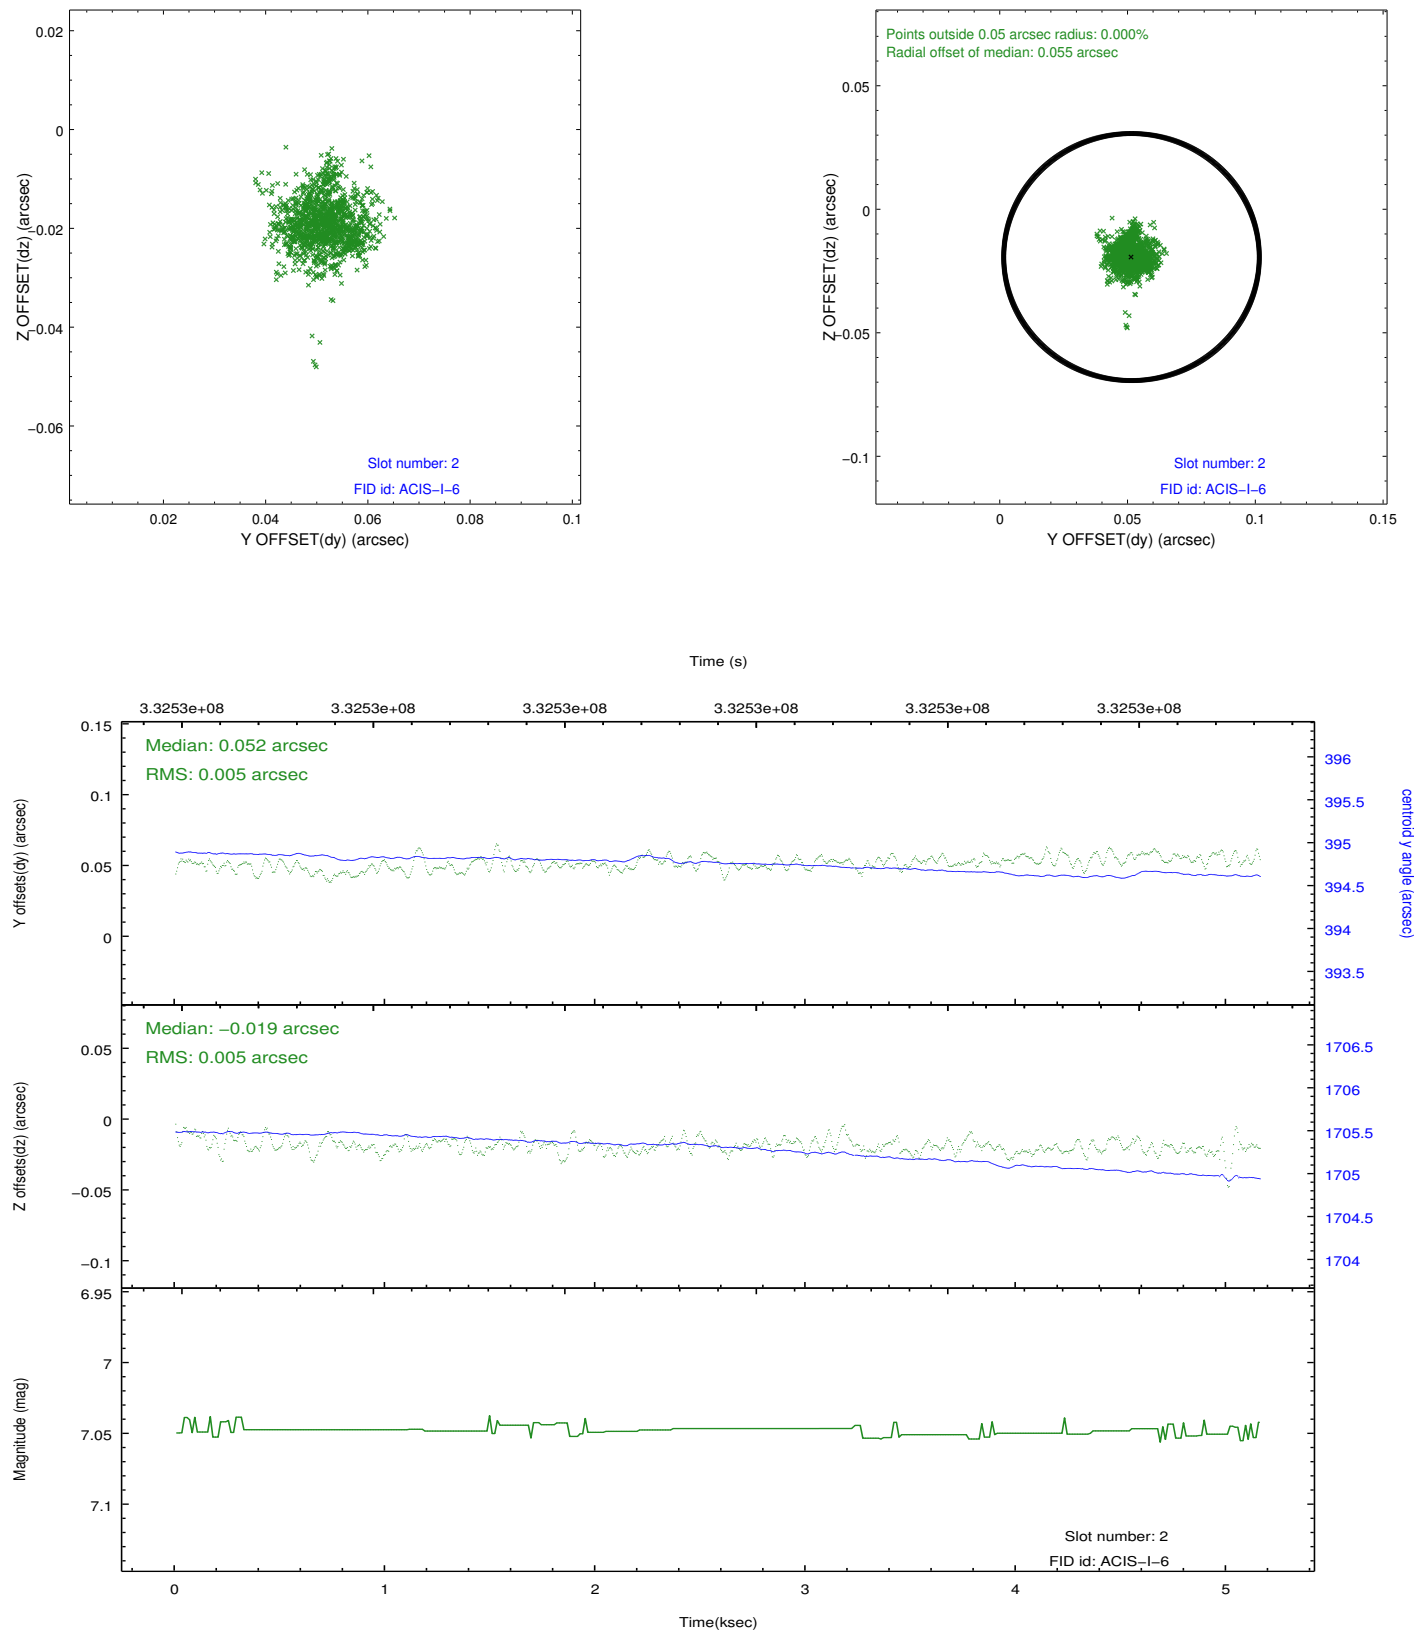 0.02
0
−0.02
−0.04
−0.06
Z OFFSET(dz) (arcsec)
Slot number: 2
FID id: ACIS−I−6
0.02 0.04 0.06 0.08 0.1
Y OFFSET(dy) (arcsec)
Points outside 0.05 arcsec radius: 0.000%
Radial offset of median: 0.055 arcsec
0.05
0
−0.05
−0.1
Z OFFSET(dz) (arcsec)
Slot number: 2
FID id: ACIS−I−6
0 0.05 0.1 0.15
Y OFFSET(dy) (arcsec)
Time (s)
3.3253e+08 3.3253e+08 3.3253e+08 3.3253e+08 3.3253e+08 3.3253e+08
Median: 0.052 arcsec
RMS: 0.005 arcsec
0.15
0.1
0.05
0
Y offsets(dy) (arcsec)
396
395.5
395
394.5
394
393.5
centroid y angle (arcsec)
Median: −0.019 arcsec
RMS: 0.005 arcsec
0.05
0
−0.05
−0.1
Z offsets(dz) (arcsec)
1706.5
1706
1705.5
1705
1704.5
1704
6.95
7
7.05
7.1
Magnitude (mag)
Slot number: 2
FID id: ACIS−I−6
0 1 2 3 4 5
Time(ksec)